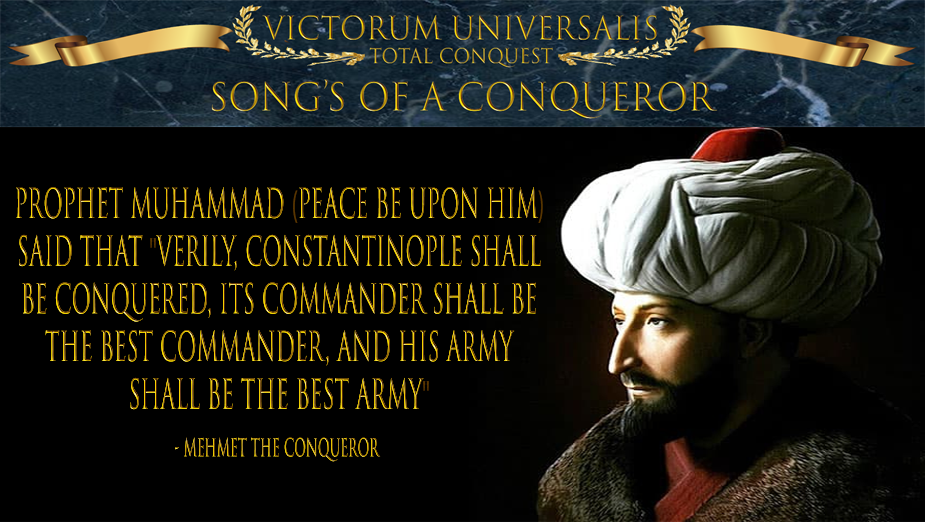 VICTORUM UNIVERSALIS
TOTAL CONQUEST
SONG'S OF A CONQUEROR
PROPHET MUHAMMAD (PEACE BE UPON HIM)
SAID THAT "VERILY, CONSTANTINOPLE SHALL
BE CONQUERED, ITS COMMANDER SHALL BE
THE BEST COMMANDER, AND HIS ARMY
SHALL BE THE BEST ARMY"
- MEHMET THE CONQUEROR